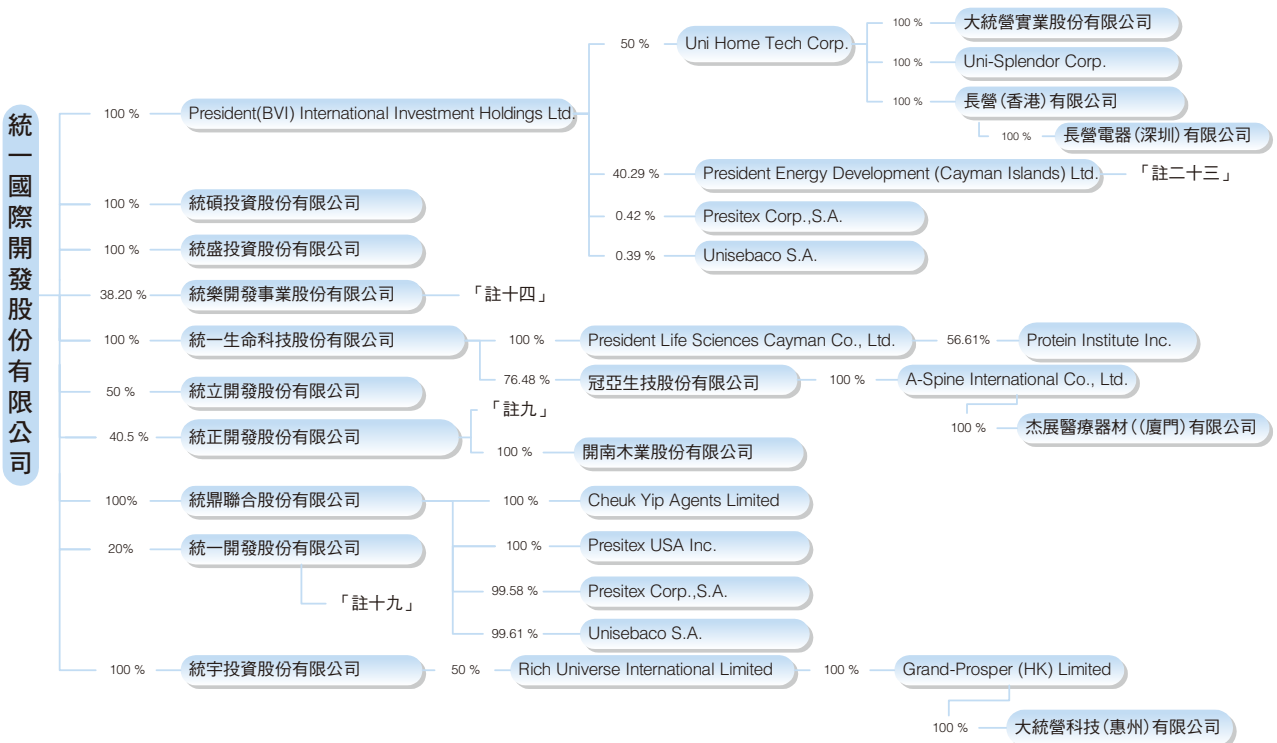 統一國際開發股份有限公司
100 %
President(BVI) International Investment Holdings Ltd.
50 %
Uni Home Tech Corp.
100 %
大統營實業股份有限公司
100 %
Uni-Splendor Corp.
100 %
長營(香港)有限公司
100 %
長營電器(深圳)有限公司
40.29 %
President Energy Development (Cayman Islands) Ltd.
「註二十三」
0.42 %
Presitex Corp.,S.A.
0.39 %
Unisebaco S.A.
100 %
統碩投資股份有限公司
100 %
統盛投資股份有限公司
38.20 %
統樂開發事業股份有限公司
「註十四」
100 %
統一生命科技股份有限公司
100 %
President Life Sciences Cayman Co., Ltd.
56.61%
Protein Institute Inc.
76.48 %
冠亞生技股份有限公司
100 %
A-Spine International Co., Ltd.
100 %
杰展醫療器材((廈門)有限公司
50 %
統立開發股份有限公司
40.5 %
統正開發股份有限公司
「註九」
100 %
開南木業股份有限公司
100%
統鼎聯合股份有限公司
100 %
Cheuk Yip Agents Limited
100 %
Presitex USA Inc.
99.58 %
Presitex Corp.,S.A.
99.61 %
Unisebaco S.A.
20%
統一開發股份有限公司
「註十九」
100 %
統宇投資股份有限公司
50 %
Rich Universe International Limited
100 %
Grand-Prosper (HK) Limited
100 %
大統營科技(惠州)有限公司